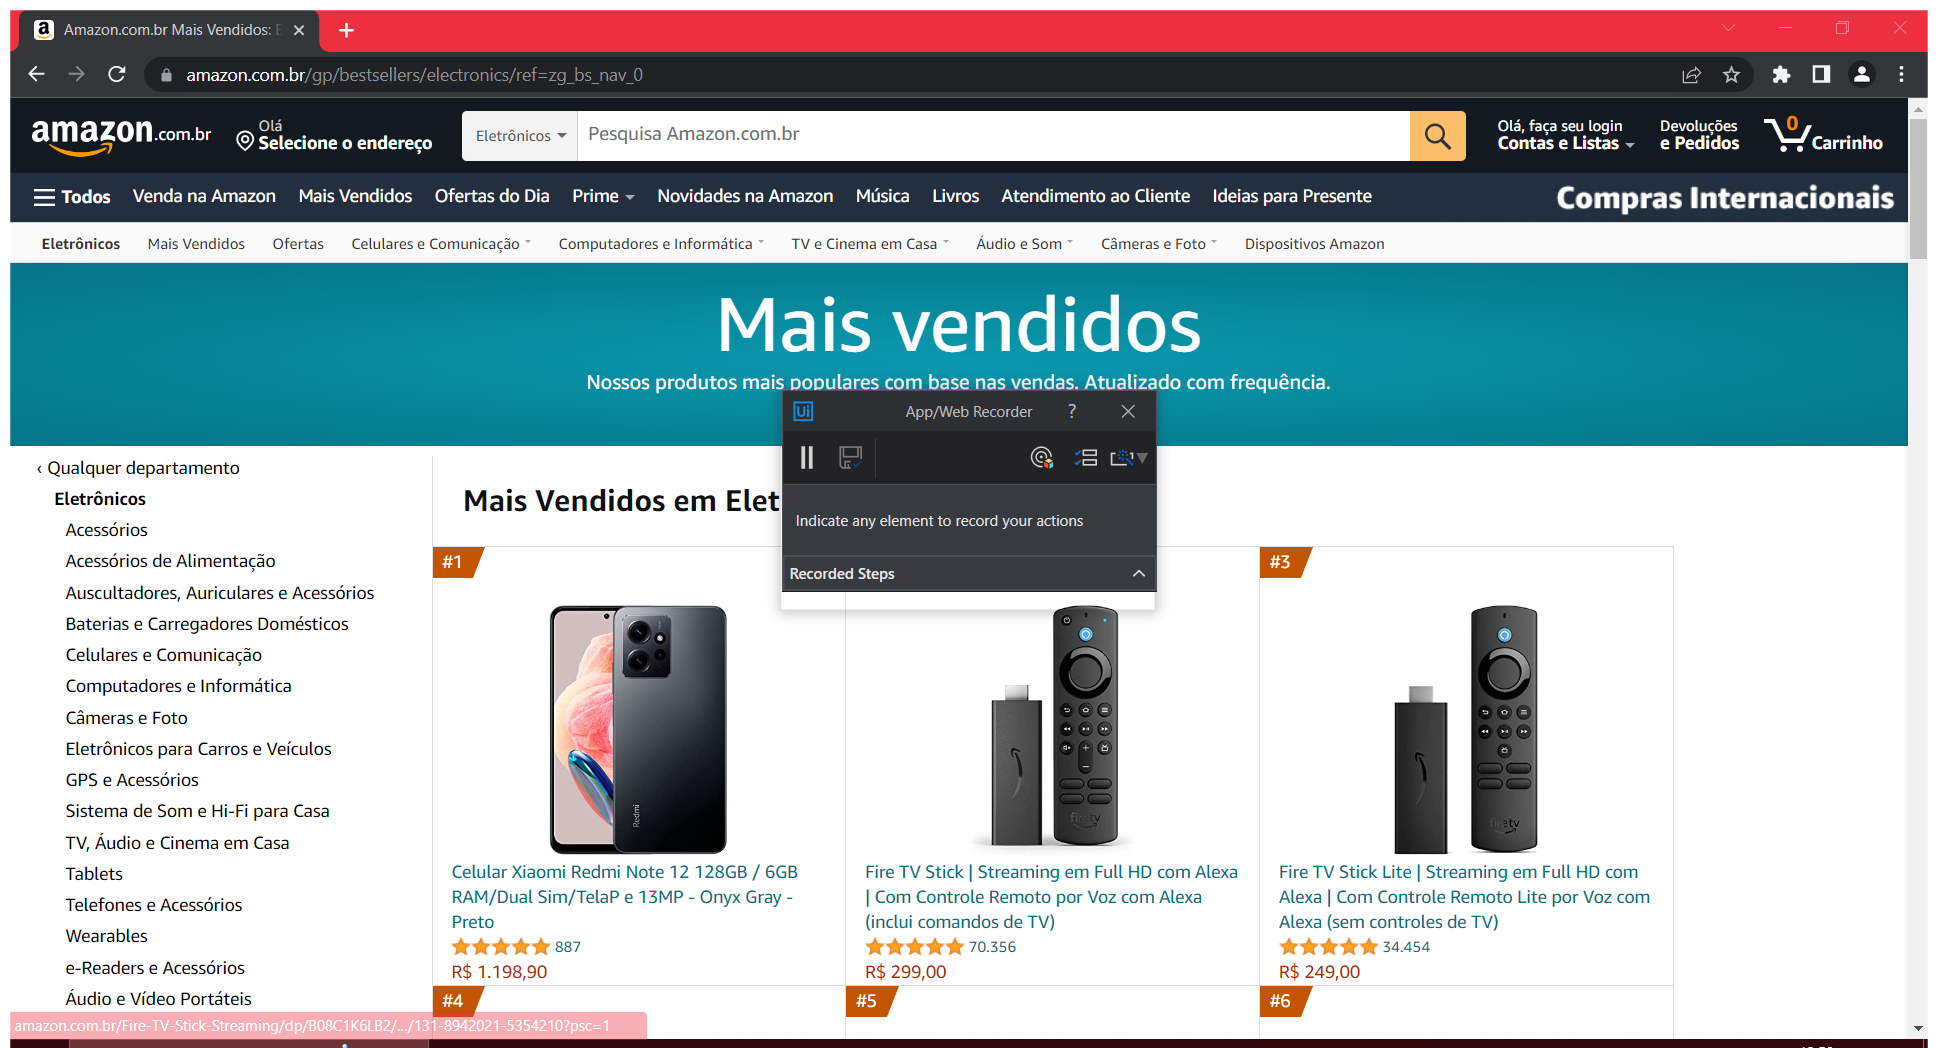 Amazon.com.br Mais Vendidos: E
amazon.com.br/gp/bestsellers/electronics/ref=zg_bs_nav_0
amazon.com.br
Olá
Selecione o endereço
Eletrônicos
Pesquisa Amazon.com.br
Olá, faça seu login
Contas e Listas
Devoluções
e Pedidos
0
Carrinho
Todos
Venda na Amazon
Mais Vendidos
Ofertas do Dia
Prime
Novidades na Amazon
Música
Livros
Atendimento ao Cliente
Ideias para Presente
Compras Internacionais
Eletrônicos
Mais Vendidos
Ofertas
Celulares e Comunicação
Computadores e Informática
TV e Cinema em Casa
Áudio e Som
Câmeras e Foto
Dispositivos Amazon
Mais vendidos
Nossos produtos mais populares com base nas vendas. Atualizado com frequência.
Ui
App/Web Recorder
?
Indicate any element to record your actions
Recorded Steps
‹ Qualquer departamento
Eletrônicos
Acessórios
Acessórios de Alimentação
Auscultadores, Auriculares e Acessórios
Baterias e Carregadores Domésticos
Celulares e Comunicação
Computadores e Informática
Câmeras e Foto
Eletrônicos para Carros e Veículos
GPS e Acessórios
Sistema de Som e Hi-Fi para Casa
TV, Áudio e Cinema em Casa
Tablets
Telefones e Acessórios
Wearables
e-Readers e Acessórios
Áudio e Vídeo Portáteis
Mais Vendidos em Elet
#1
Redmi
Celular Xiaomi Redmi Note 12 128GB / 6GB
RAM/Dual Sim/TelaP e 13MP - Onyx Gray -
Preto
887
R$ 1.198,90
firetv
Fire TV Stick | Streaming em Full HD com Alexa
| Com Controle Remoto por Voz com Alexa
(inclui comandos de TV)
70.356
R$ 299,00
#3
firetv
Fire TV Stick Lite | Streaming em Full HD com
Alexa | Com Controle Remoto Lite por Voz com
Alexa (sem controles de TV)
34.454
R$ 249,00
#4
#5
#6
amazon.com.br/Fire-TV-Stick-Streaming/dp/B08C1K6LB2/.../131-8942021-5354210?psc=1